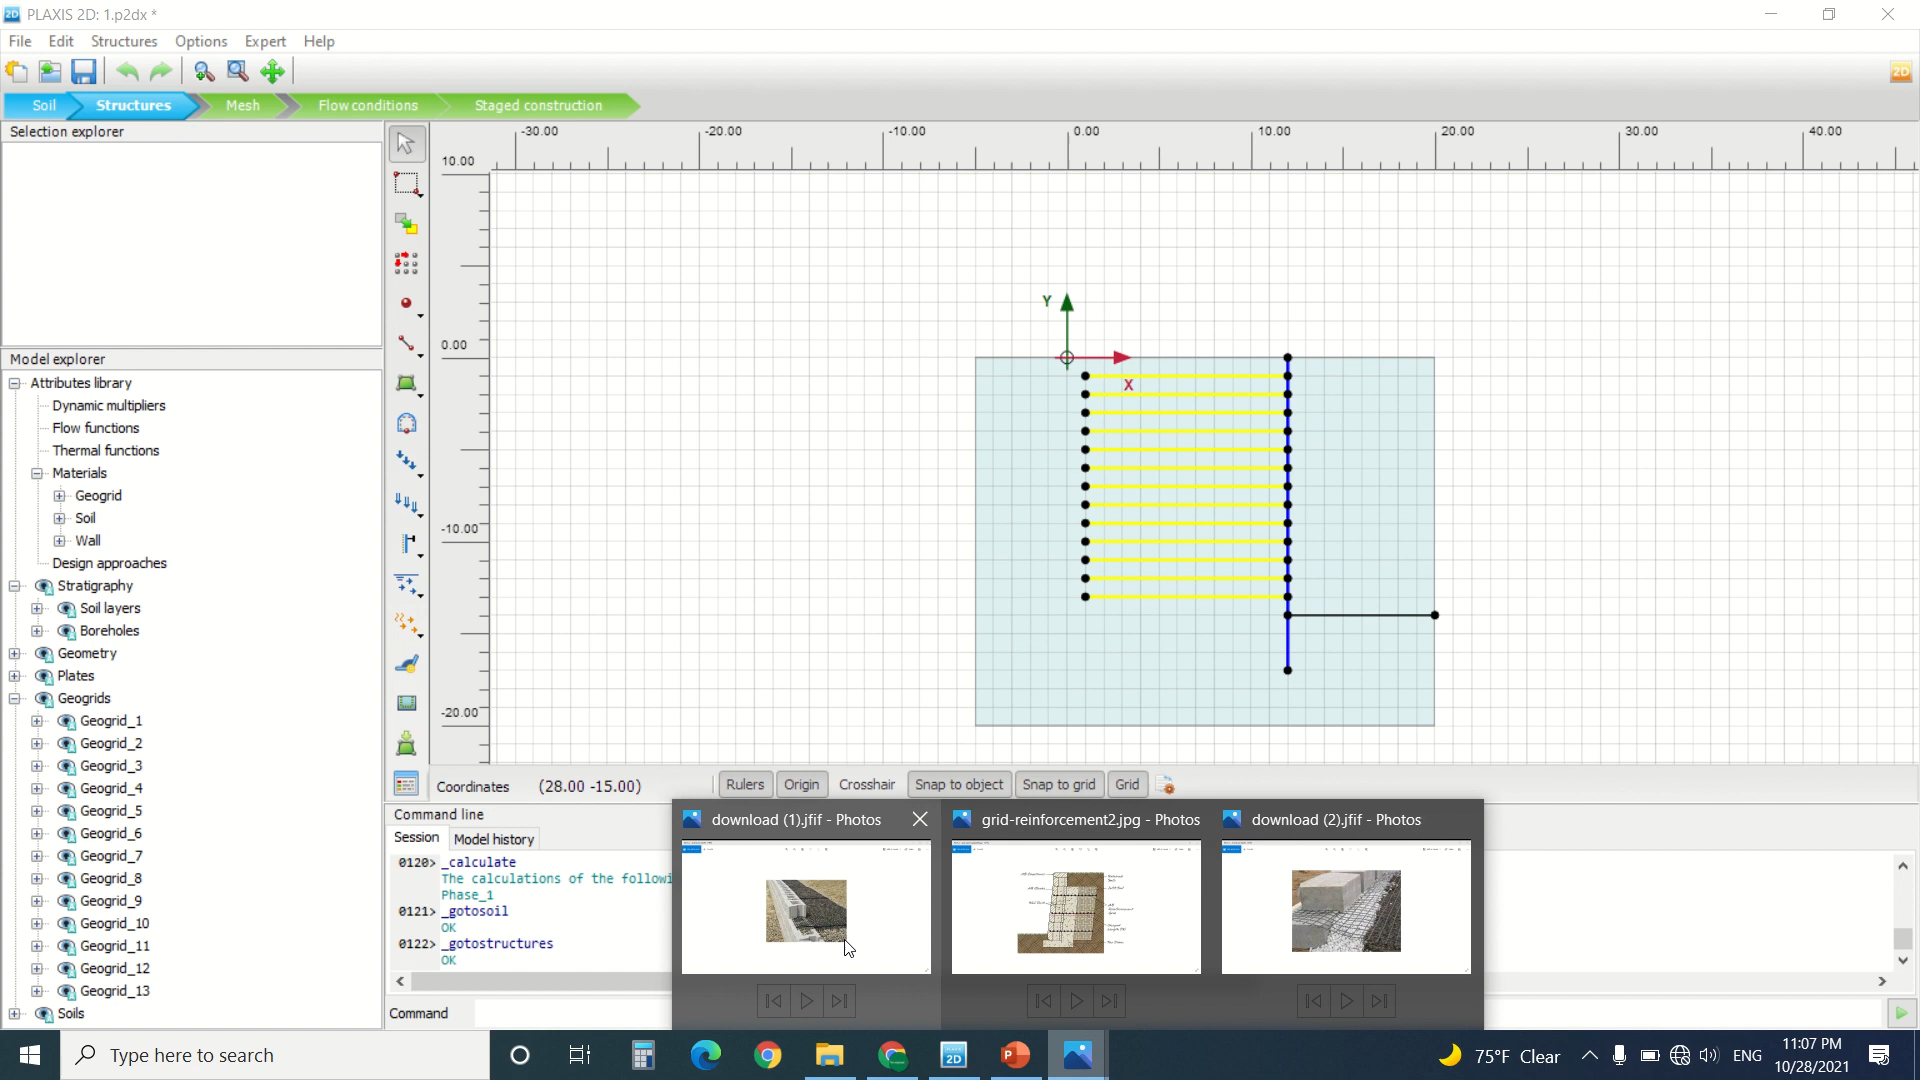 PLAXIS 2D: 1.p2dx *
File Edit Structures Options Expert Help
2D
Soil Structures Mesh Flow conditions Staged construction
Selection explorer
Model explorer
Attributes library
Dynamic multipliers
Flow functions
Thermal functions
Materials
Geogrid
Soil
Wall
Design approaches
Stratigraphy
Soil layers
Boreholes
Geometry
Plates
Geogrids
Geogrid_1
Geogrid_2
Geogrid_3
Geogrid_4
Geogrid_5
Geogrid_6
Geogrid_7
Geogrid_8
Geogrid_9
Geogrid_10
Geogrid_11
Geogrid_12
Geogrid_13
Soils
-30.00 -20.00 -10.00 0.00 10.00 20.00 30.00 40.00
10.00
0.00
-10.00
-20.00
Y
X
Coordinates (28.00 -15.00) Rulers Origin Crosshair Snap to object Snap to grid Grid
Command line
Session Model history
0120> _calculate
The calculations of the followi
Phase_1
0121> _gotosoil
OK
0122> _gotostructures
OK
Command
download (1).jfif - Photos
grid-reinforcement2.jpg - Photos
download (2).jfif - Photos
Type here to search
2D
75°F Clear
ENG
11:07 PM
10/28/2021